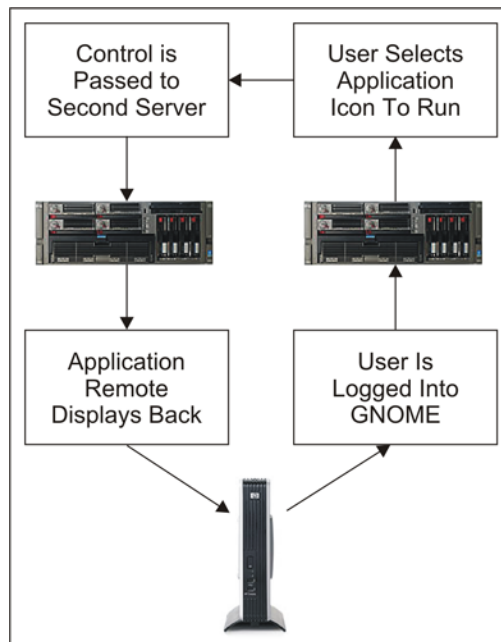 Control is
Passed to
Second Server
User Selects
Application
Icon To Run
Application
Remote
Displays Back
User Is
Logged Into
GNOME